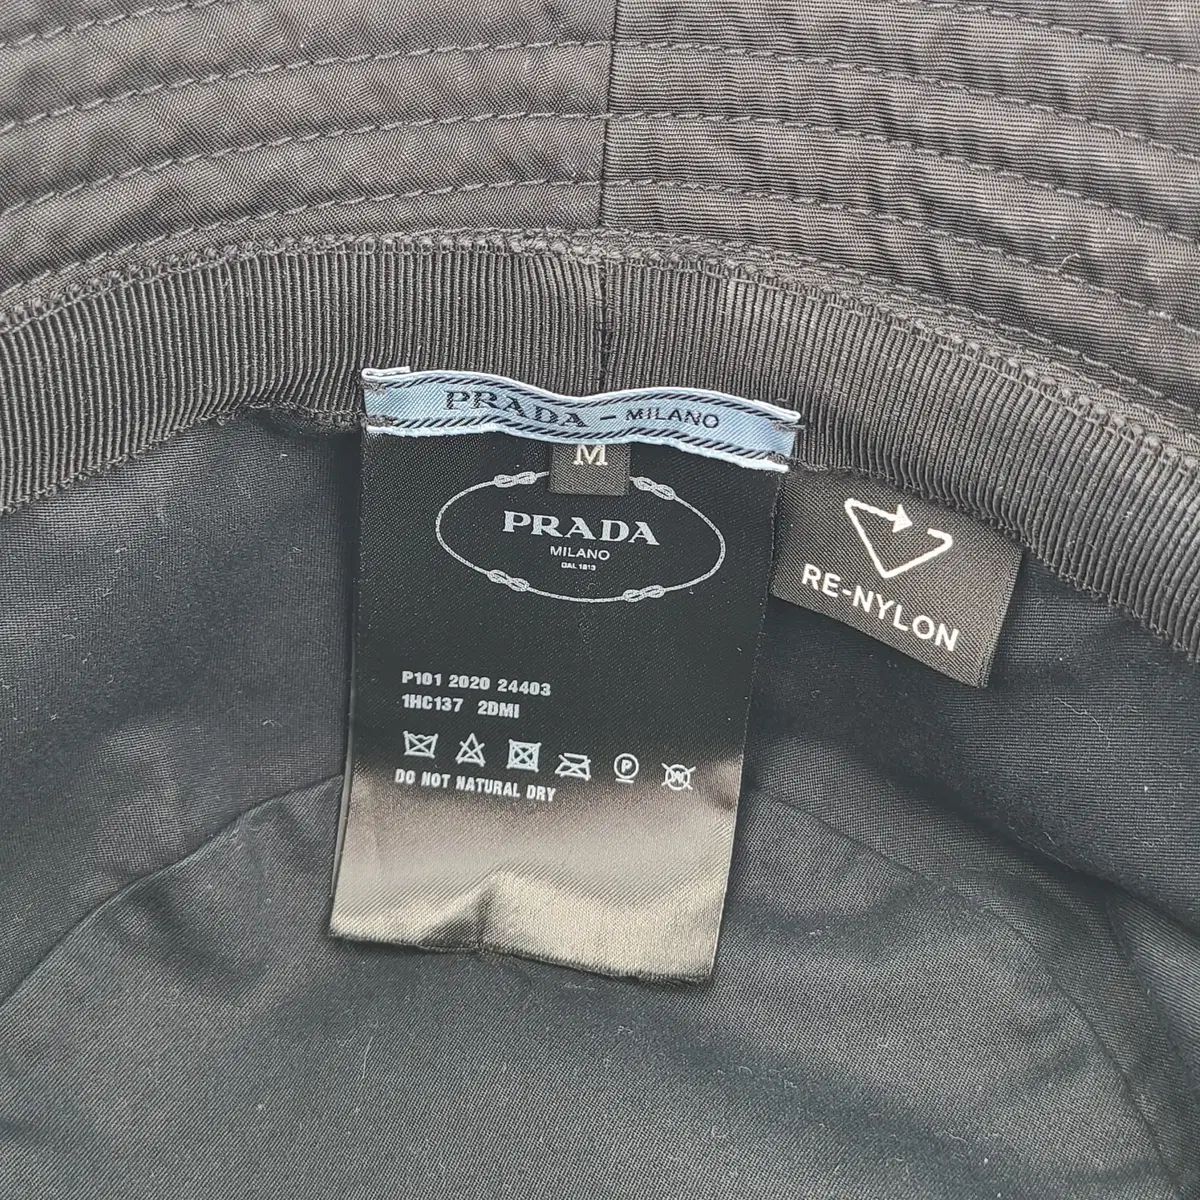 PRADA - MILANO
M
PRADA
MILANO
DAL 1913
RE-NYLON
P101 2020 24403
1HC137 2DMI
P
DO NOT NATURAL DRY